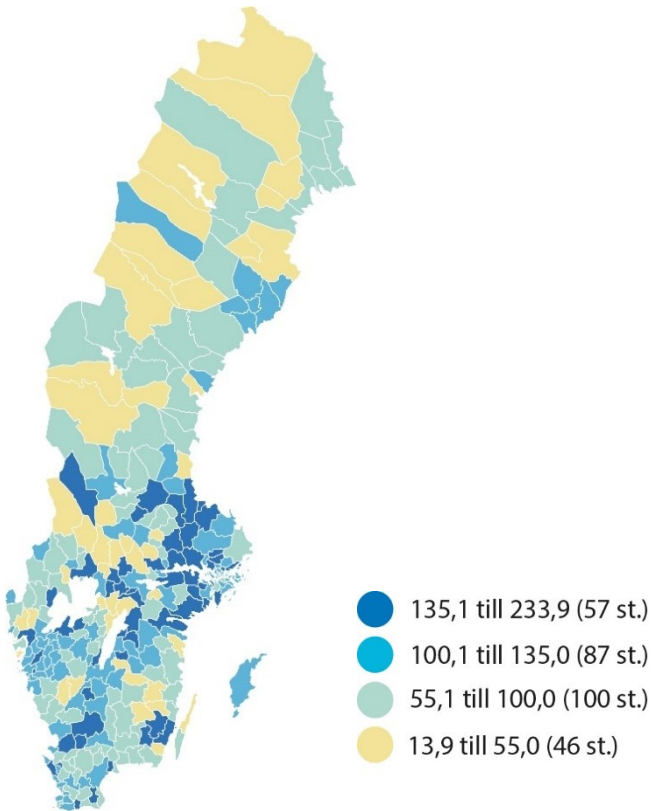 135,1 till 233,9 (57 st.)
100,1 till 135,0 (87 st.)
55,1 till 100,0 (100 st.)
13,9 till 55,0 (46 st.)